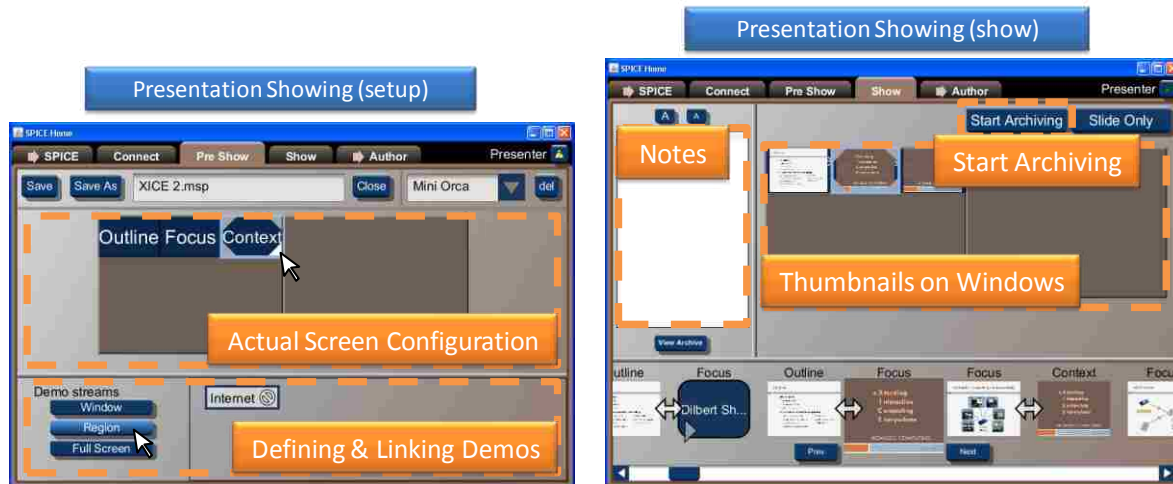 Presentation Showing (setup)
SPICE Home
SPICE Connect Pre Show Show Author Presenter
Save Save As XICE 2.msp Close Mini Orca del
Outline Focus Context
Actual Screen Configuration
Demo streams
Window
Region
Full Screen
Internet
Defining & Linking Demos
Presentation Showing (show)
SPICE Home
SPICE Connect Pre Show Show Author Presenter
A A
Start Archiving Slide Only
Notes
Start Archiving
Thumbnails on Windows
View Archive
utline Focus Outline Focus Focus Context Focu
Dilbert Sh...
Prev Next